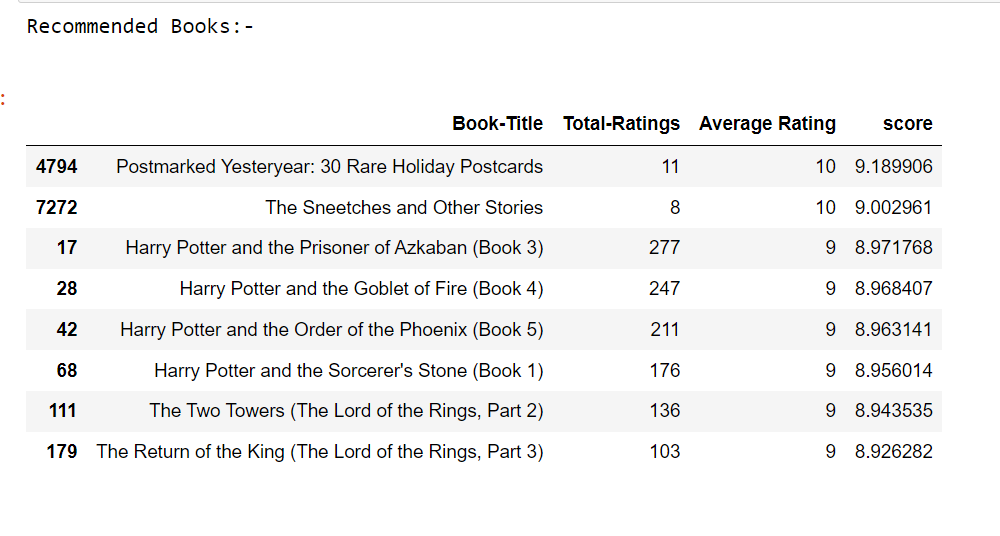 Recommended Books:-
:
Book-Title Total-Ratings Average Rating score
4794 Postmarked Yesteryear: 30 Rare Holiday Postcards 11 10 9.189906
7272 The Sneetches and Other Stories 8 10 9.002961
17 Harry Potter and the Prisoner of Azkaban (Book 3) 277 9 8.971768
28 Harry Potter and the Goblet of Fire (Book 4) 247 9 8.968407
42 Harry Potter and the Order of the Phoenix (Book 5) 211 9 8.963141
68 Harry Potter and the Sorcerer's Stone (Book 1) 176 9 8.956014
111 The Two Towers (The Lord of the Rings, Part 2) 136 9 8.943535
179 The Return of the King (The Lord of the Rings, Part 3) 103 9 8.926282